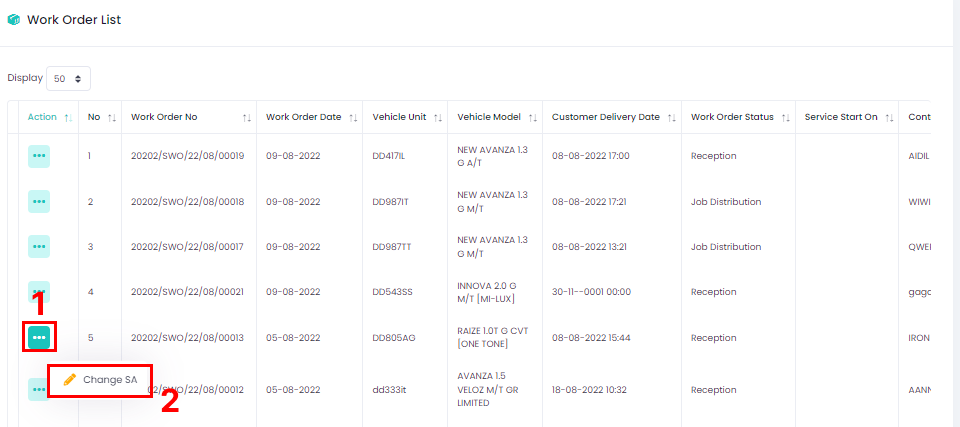 Work Order List
Display 50
Action No Work Order No Work Order Date Vehicle Unit Vehicle Model Customer Delivery Date Work Order Status Service Start On Cont
1 20202/SWO/22/08/00019 09-08-2022 DD417IL NEW AVANZA 1.3 08-08-2022 17:00 Reception AIDIL
G A/T
2 20202/SWO/22/08/00018 09-08-2022 DD987IT NEW AVANZA 1.3 08-08-2022 17:21 Job Distribution WIWI
G M/T
3 20202/SWO/22/08/00017 09-08-2022 DD987TT NEW AVANZA 1.3 08-08-2022 13:21 Job Distribution QWE
G M/T
4 20202/SWO/22/08/00021 09-08-2022 DD543SS INNOVA 2.0 G 30-11--0001 00:00 Reception gaga
M/T [MI-LUX]
1
5 20202/SWO/22/08/00013 05-08-2022 DD805AG RAIZE 1.0T G CVT 08-08-2022 15:44 Reception IRON
[ONE TONE]
Change SA
02/SWO/22/08/00012 05-08-2022 dd333it AVANZA 1.5 18-08-2022 10:32 Reception AANN
VELOZ M/T GR
LIMITED
2